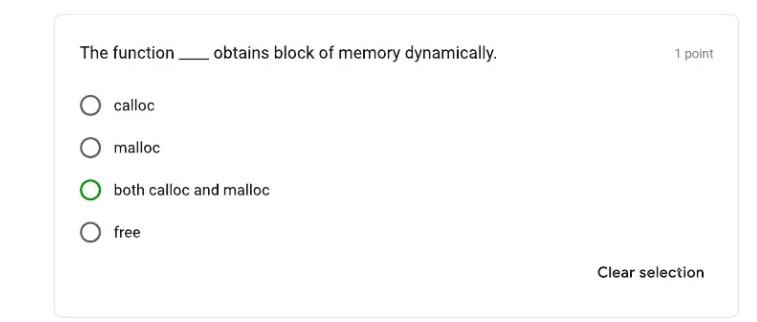 The function ____ obtains block of memory dynamically. 1 point
calloc
malloc
both calloc and malloc
free
Clear selection